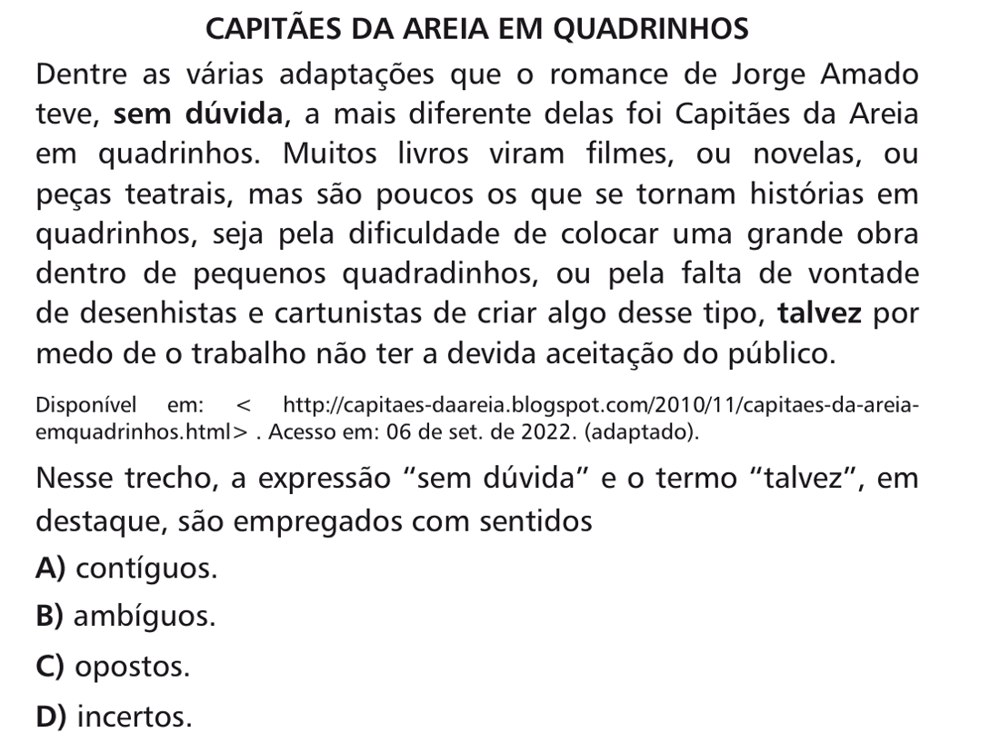 CAPITÃES DA AREIA EM QUADRINHOS
Dentre as várias adaptações que o romance de Jorge Amado
teve, sem dúvida, a mais diferente delas foi Capitães da Areia
em quadrinhos. Muitos livros viram filmes, ou novelas, ou
peças teatrais, mas são poucos os que se tornam histórias em
quadrinhos, seja pela dificuldade de colocar uma grande obra
dentro de pequenos quadradinhos, ou pela falta de vontade
de desenhistas e cartunistas de criar algo desse tipo, talvez por
medo de o trabalho não ter a devida aceitação do público.
Disponível em: < http://capitaes-daareia.blogspot.com/2010/11/capitaes-da-areia-
emquadrinhos.html> . Acesso em: 06 de set. de 2022. (adaptado).
Nesse trecho, a expressão “sem dúvida” e o termo “talvez”, em
destaque, são empregados com sentidos
A) contíguos.
B) ambíguos.
C) opostos.
D) incertos.